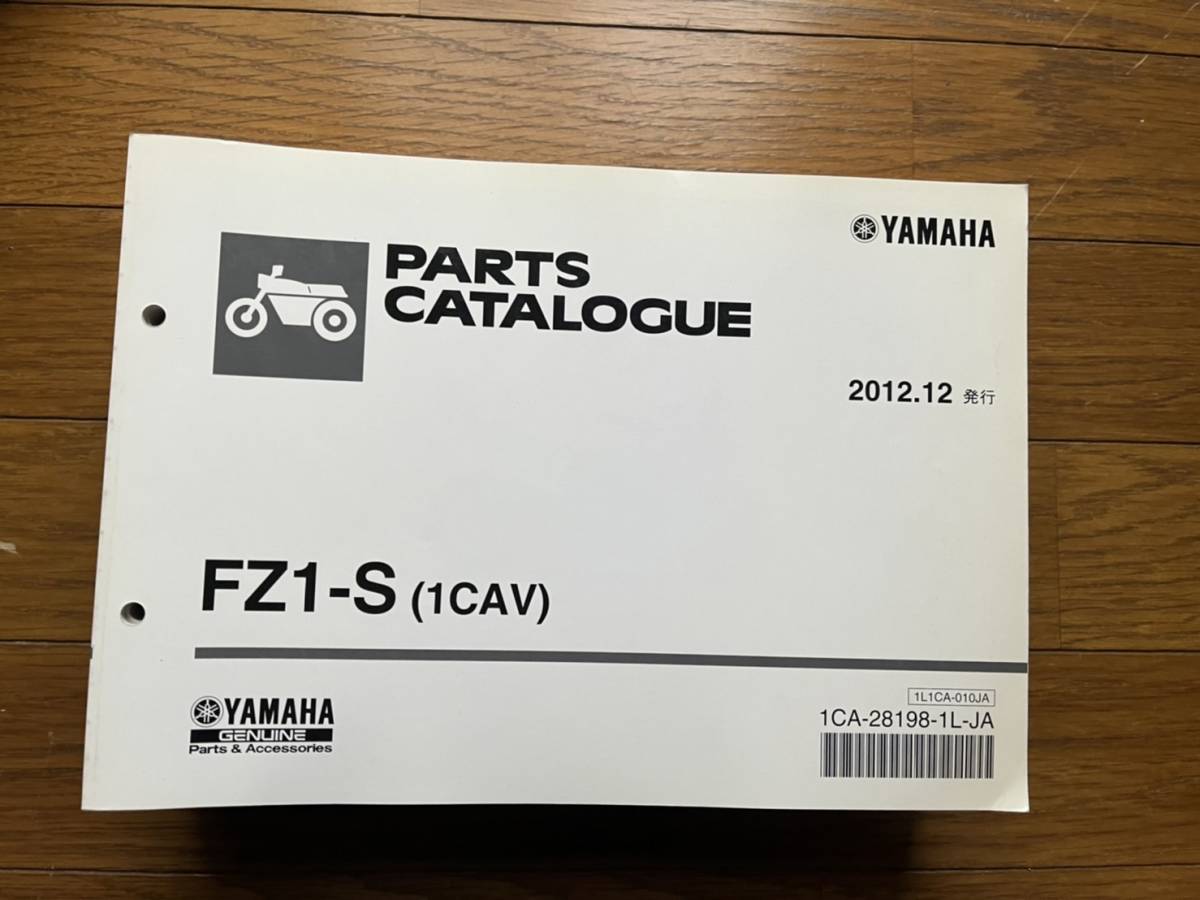 YAMAHA
PARTS
CATALOGUE
2012.12 発行
FZ1-S (1CAV)
YAMAHA
GENUINE
Parts & Accessories
1L1CA-010JA
1CA-28198-1L-JA